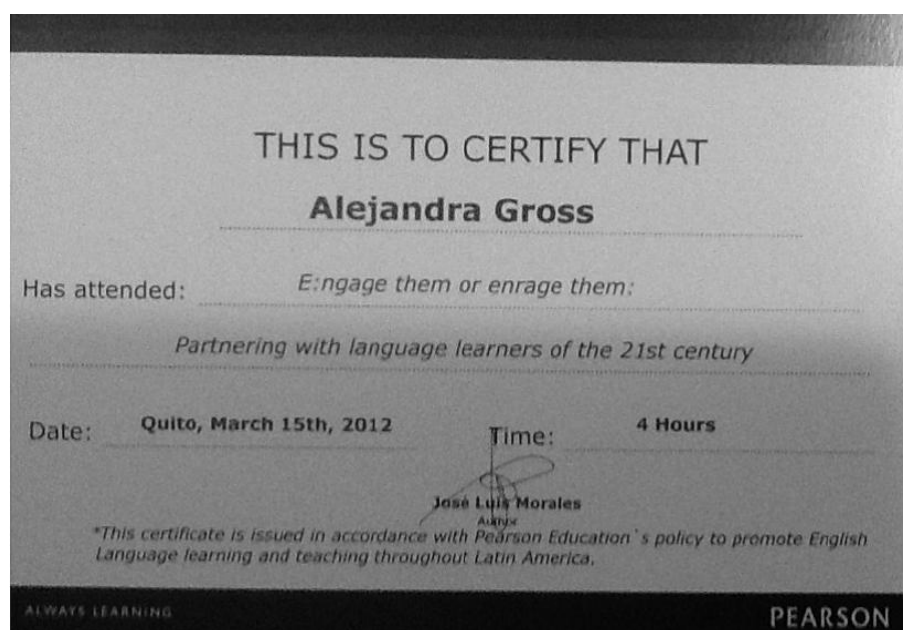 THIS IS TO CERTIFY THAT
Alejandra Gross
Has attended: E:ngage them or enrage them:
Partnering with language learners of the 21st century
Date: Quito, March 15th, 2012 Time: 4 Hours
José Luis Morales
Author
*This certificate is issued in accordance with Pearson Education`s policy to promote English
Language learning and teaching throughout Latin America.
ALWAYS LEARNING PEARSON